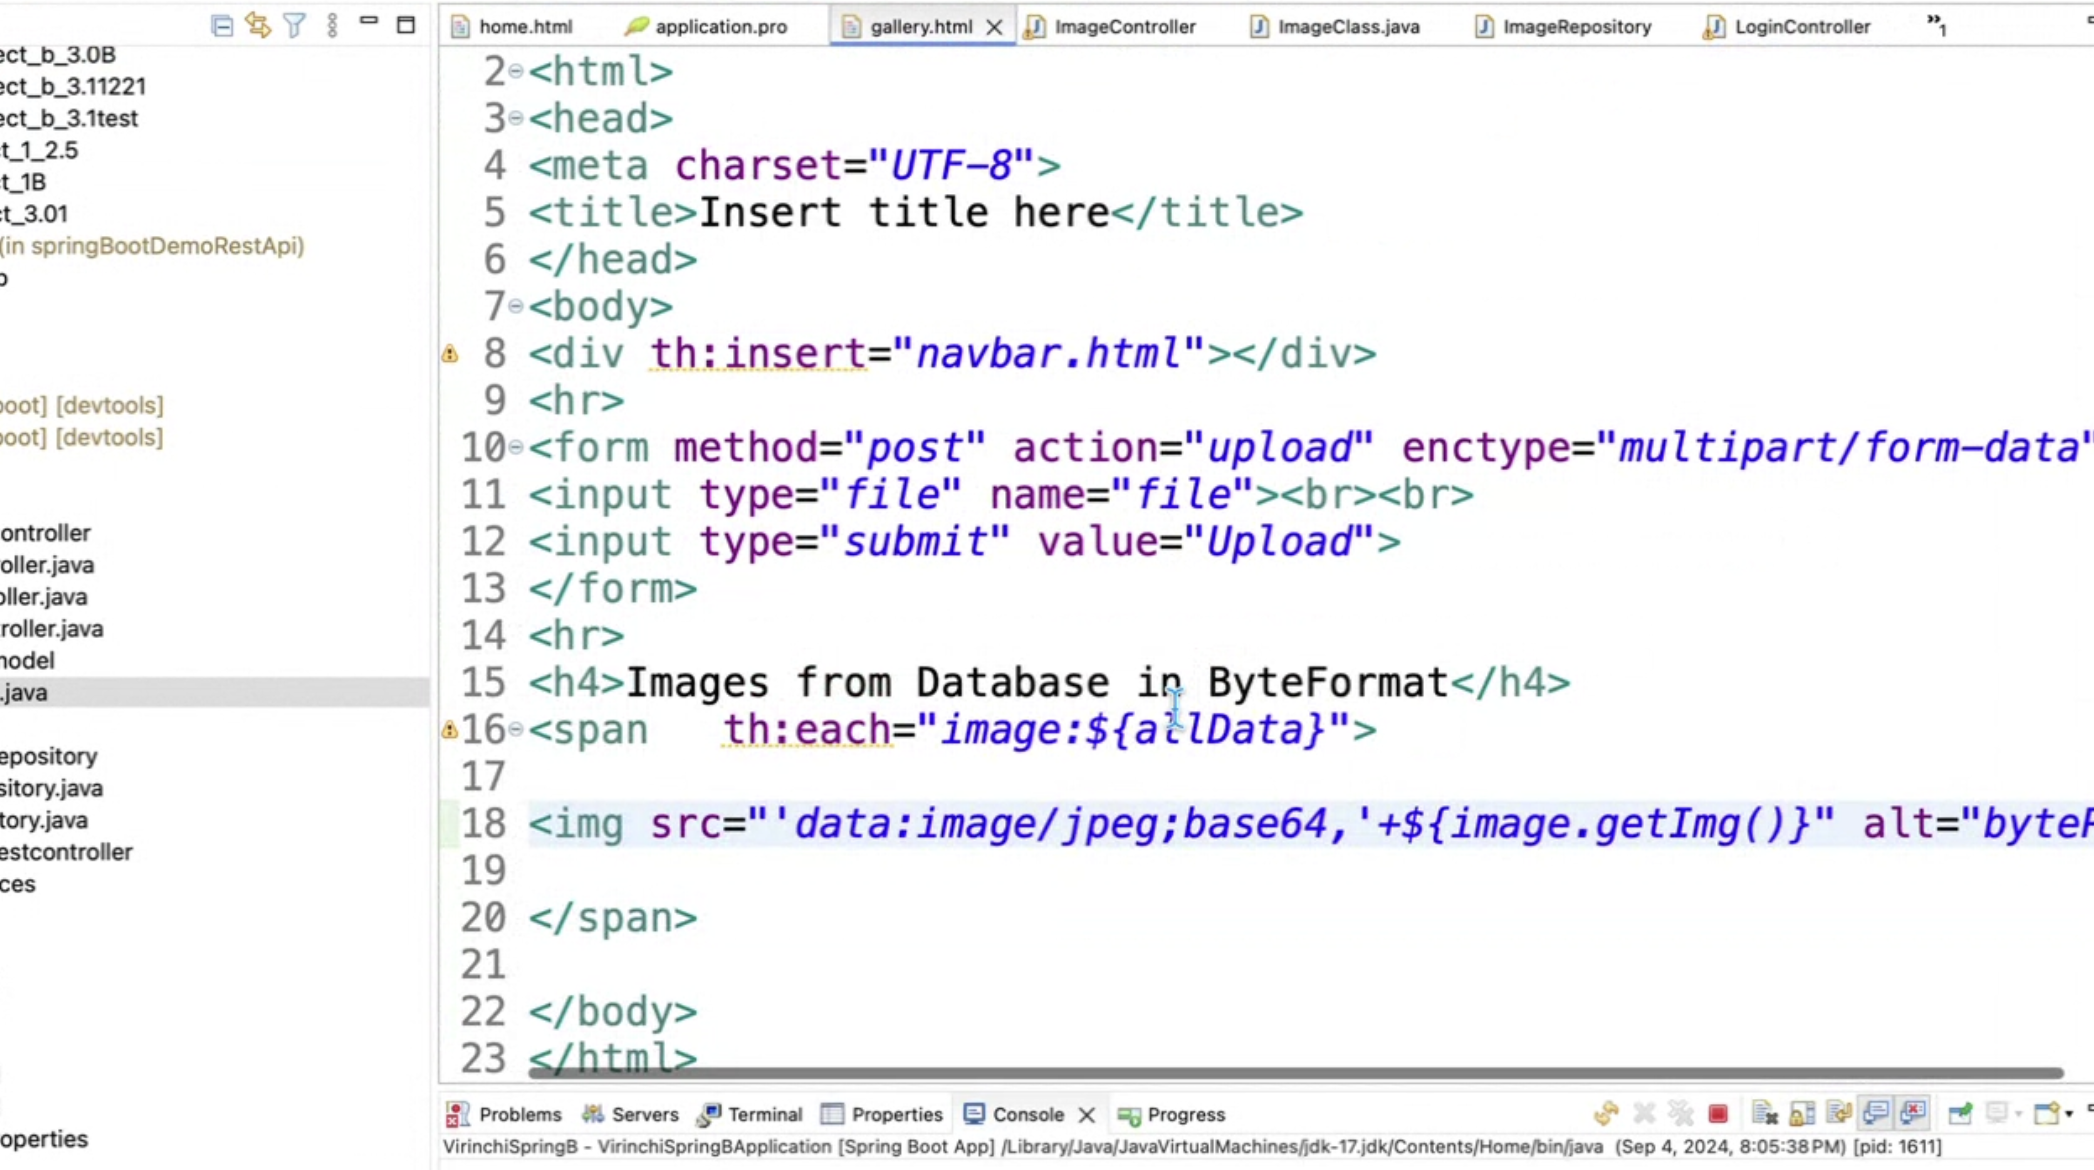 home.html application.pro gallery.html ImageController ImageClass.java ImageRepository LoginController »1
ect_b_3.0B
ect_b_3.11221
ect_b_3.1test
t_1_2.5
t_1B
ct_3.01
(in springBootDemoRestApi)
boot] [devtools]
boot] [devtools]
ontroller
oller.java
oller.java
roller.java
model
.java
epository
sitory.java
tory.java
estcontroller
ces
operties
2 <html>
3 <head>
4 <meta charset="UTF-8">
5 <title>Insert title here</title>
6 </head>
7 <body>
8 <div th:insert="navbar.html"></div>
9 <hr>
10 <form method="post" action="upload" enctype="multipart/form-data"
11 <input type="file" name="file"><br><br>
12 <input type="submit" value="Upload">
13 </form>
14 <hr>
15 <h4>Images from Database in ByteFormat</h4>
16 <span   th:each="image:${allData}">
17
18 <img src="'data:image/jpeg;base64,'+${image.getImg()}" alt="byte
19
20 </span>
21
22 </body>
23 </html>
Problems Servers Terminal Properties Console Progress
VirinchiSpringB - VirinchiSpringBApplication [Spring Boot App] /Library/Java/JavaVirtualMachines/jdk-17.jdk/Contents/Home/bin/java (Sep 4, 2024, 8:05:38 PM) [pid: 1611]